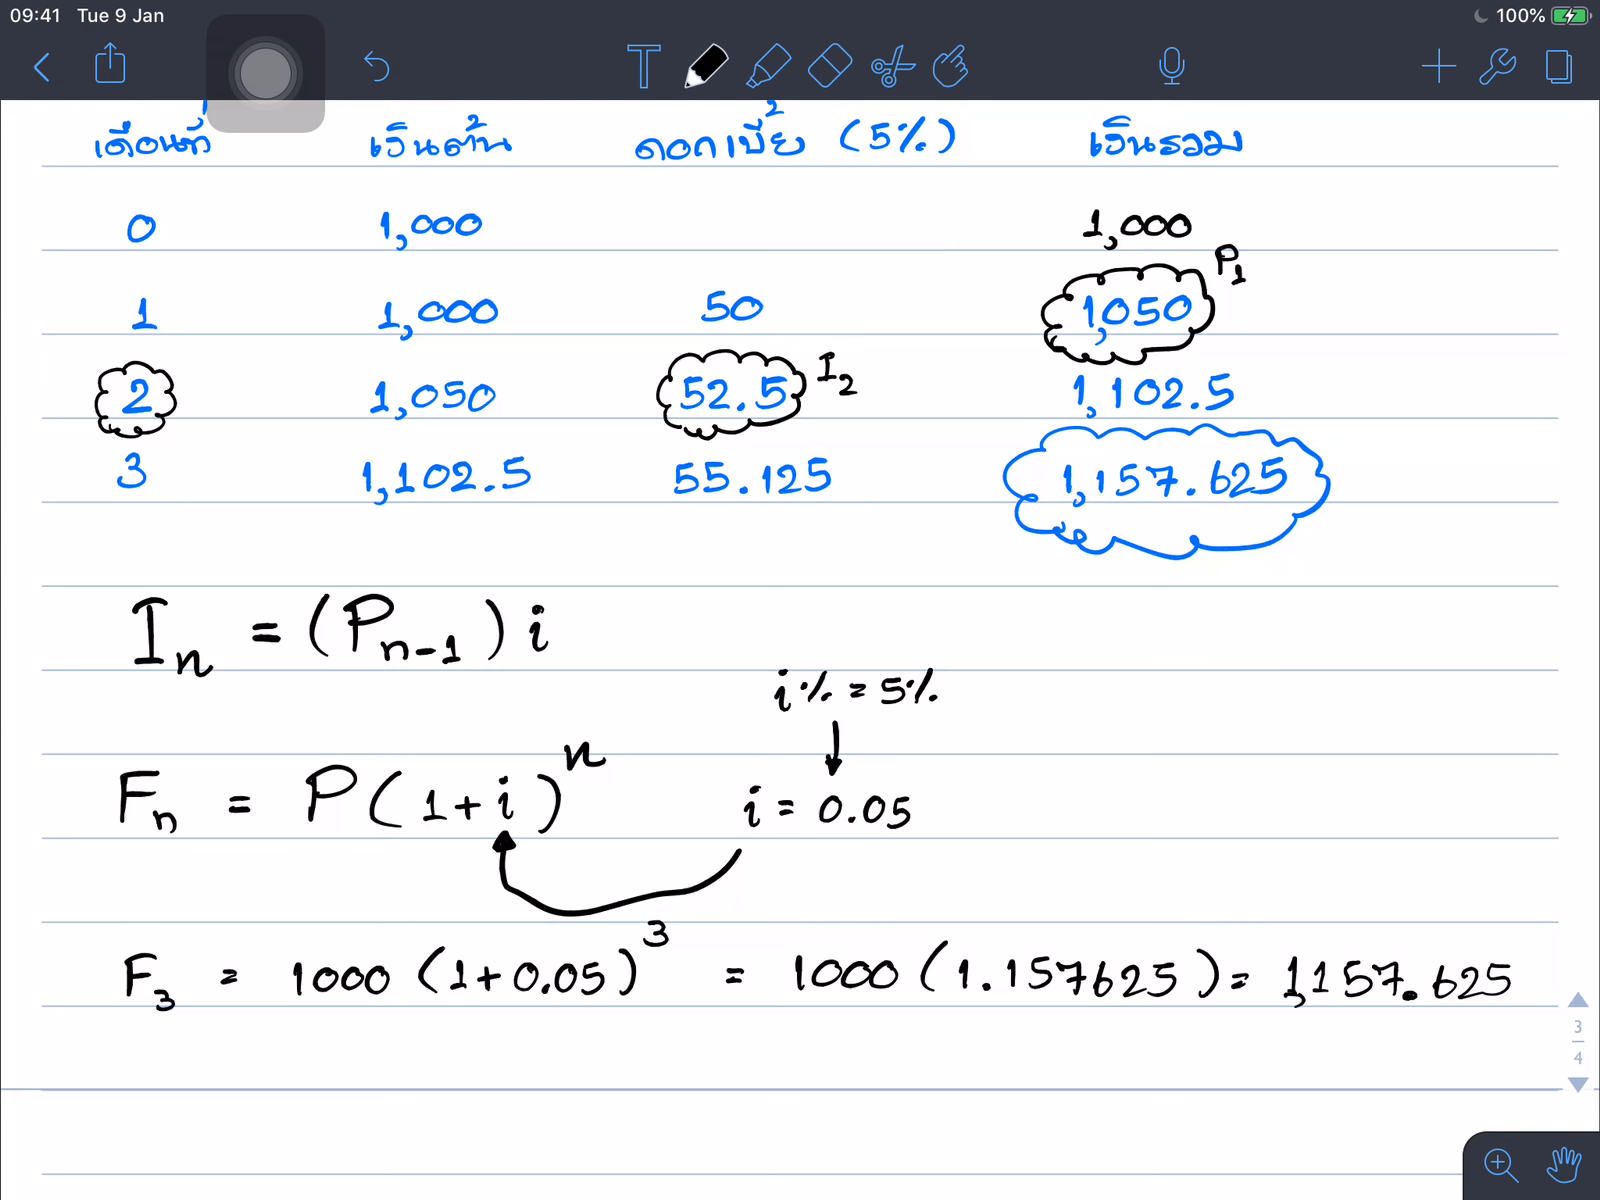 09:41 Tue 9 Jan 100%
เดือนที่ เงินต้น ดอกเบี้ย (5%) เงินรวม
0 1,000 1,000
P₁
1 1,000 50 1,050
2 1,050 52.5 I₂ 1,102.5
3 1,102.5 55.125 1,157.625
Iₙ = (Pₙ₋₁) i
i% = 5%
Fₙ = P(1+i)ⁿ i = 0.05
F₃ = 1000 (1+0.05)³ = 1000 (1.157625) = 1,157.625
3
4